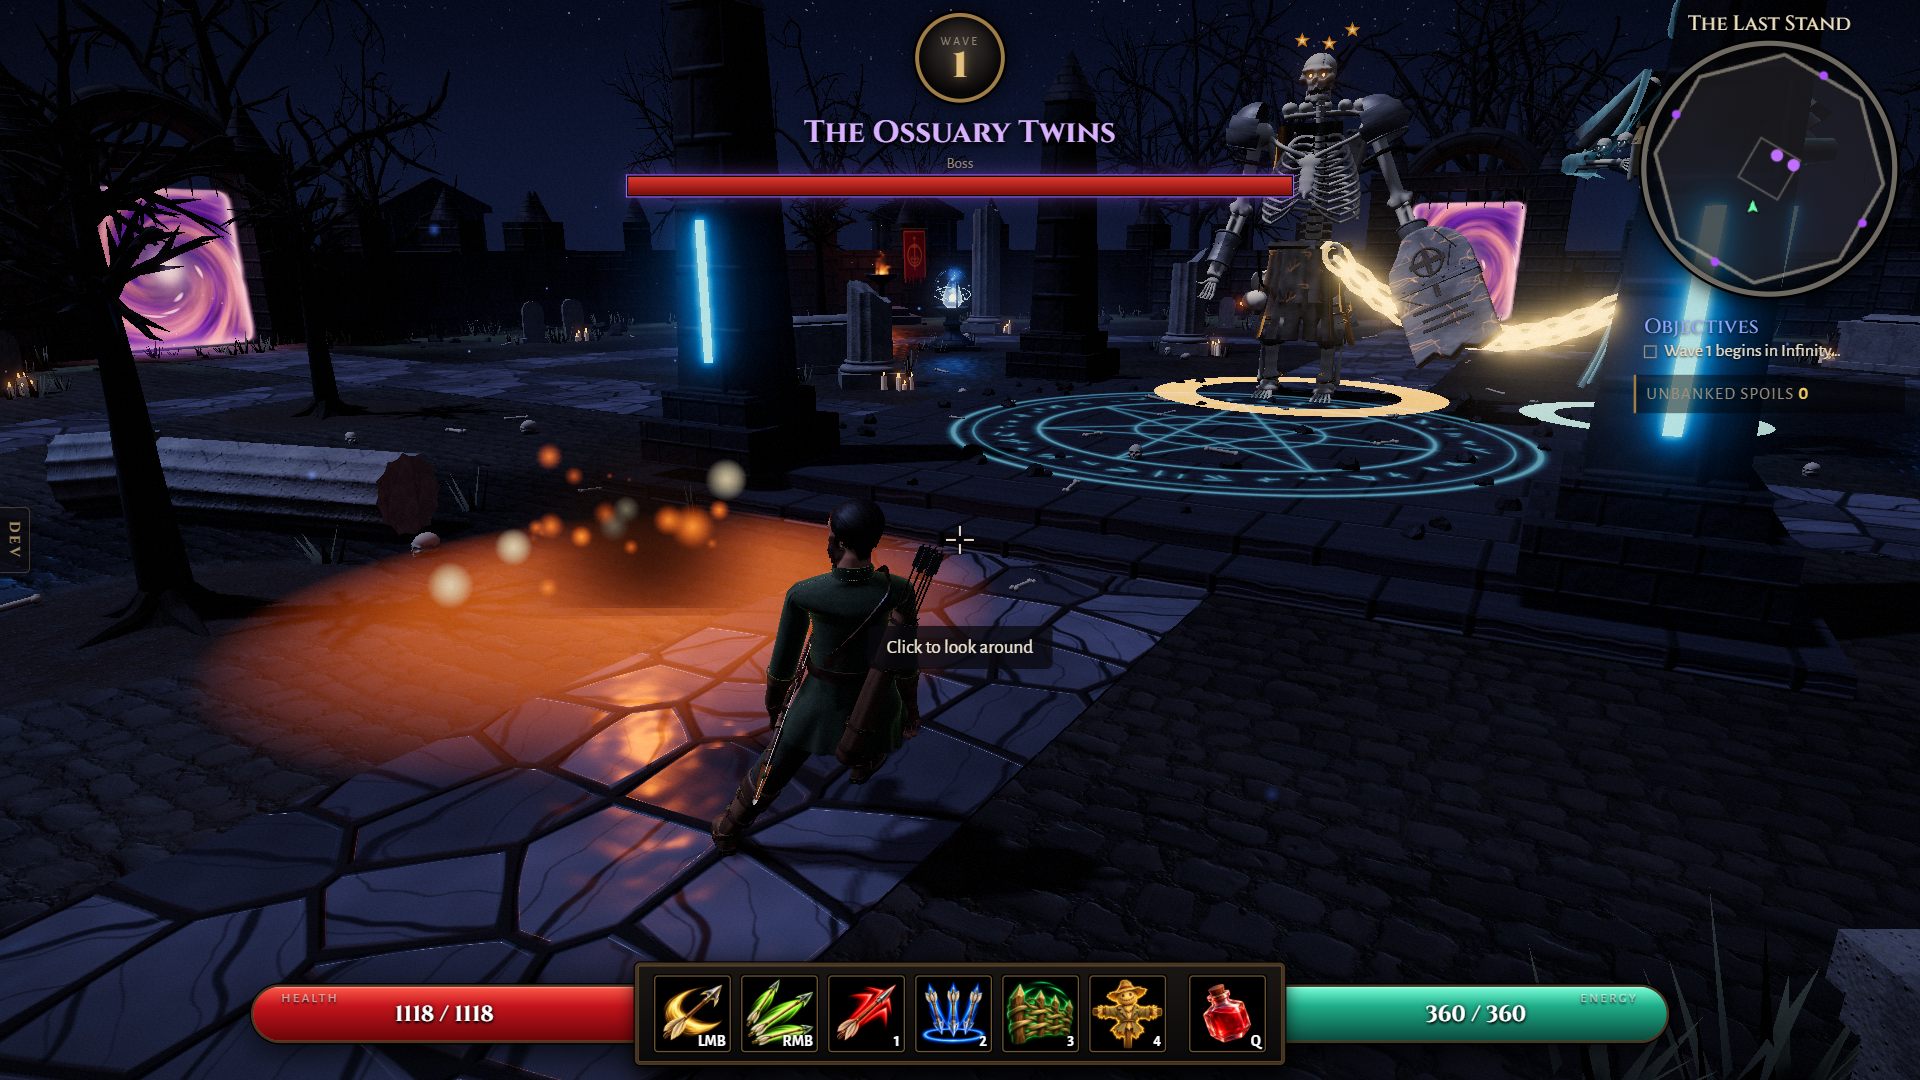 WAVE
1
THE OSSUARY TWINS
Boss
THE LAST STAND
OBJECTIVES
Wave 1 begins in Infinity...
UNBANKED SPOILS 0
DEV
Click to look around
HEALTH
1118 / 1118
LMB
RMB
1
2
3
4
Q
ENERGY
360 / 360